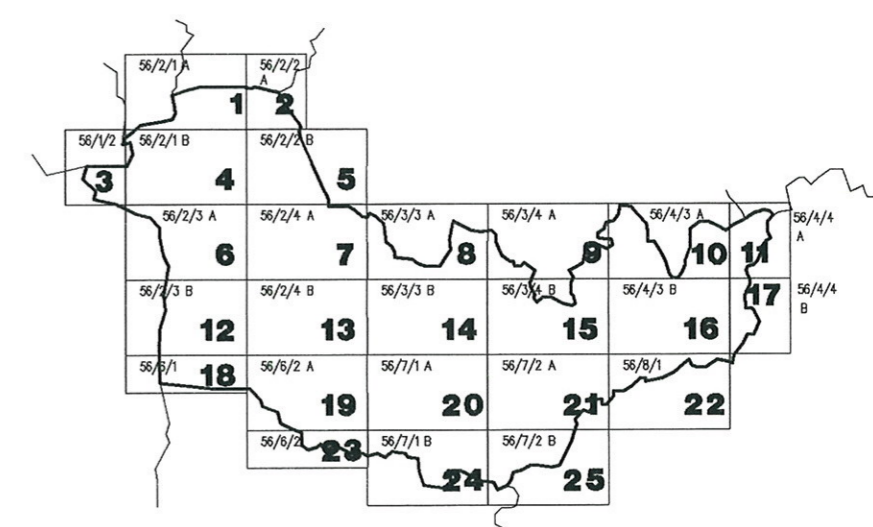 56/2/1 A
56/2/2
A
1
2
56/1/2
56/2/1 B
56/2/2 B
3
4
5
56/2/3 A
56/2/4 A
56/3/3 A
56/3/4 A
56/4/3 A
56/4/4
A
6
7
8
9
10
11
56/2/3 B
56/2/4 B
56/3/3 B
56/3/4 B
56/4/3 B
17
56/4/4
B
12
13
14
15
16
56/6/1
18
56/6/2 A
56/7/1 A
56/7/2 A
56/8/1
19
20
21
22
56/6/2
23
56/7/1 B
56/7/2 B
24
25